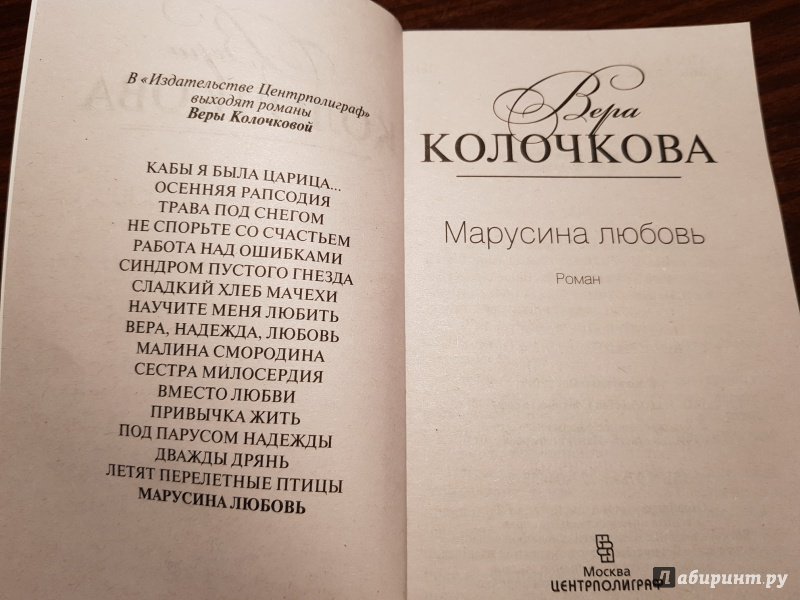 В «Издательстве Центрполиграф»
выходят романы
Веры Колочковой
КАБЫ Я БЫЛА ЦАРИЦА...
ОСЕННЯЯ РАПСОДИЯ
ТРАВА ПОД СНЕГОМ
НЕ СПОРЬТЕ СО СЧАСТЬЕМ
РАБОТА НАД ОШИБКАМИ
СИНДРОМ ПУСТОГО ГНЕЗДА
СЛАДКИЙ ХЛЕБ МАЧЕХИ
НАУЧИТЕ МЕНЯ ЛЮБИТЬ
ВЕРА, НАДЕЖДА, ЛЮБОВЬ
МАЛИНА СМОРОДИНА
СЕСТРА МИЛОСЕРДИЯ
ВМЕСТО ЛЮБВИ
ПРИВЫЧКА ЖИТЬ
ПОД ПАРУСОМ НАДЕЖДЫ
ДВАЖДЫ ДРЯНЬ
ЛЕТЯТ ПЕРЕЛЕТНЫЕ ПТИЦЫ
МАРУСИНА ЛЮБОВЬ
Вера
КОЛОЧКОВА
Марусина любовь
Роман
Москва
ЦЕНТРПОЛИГРАФ
Лабиринт.ру